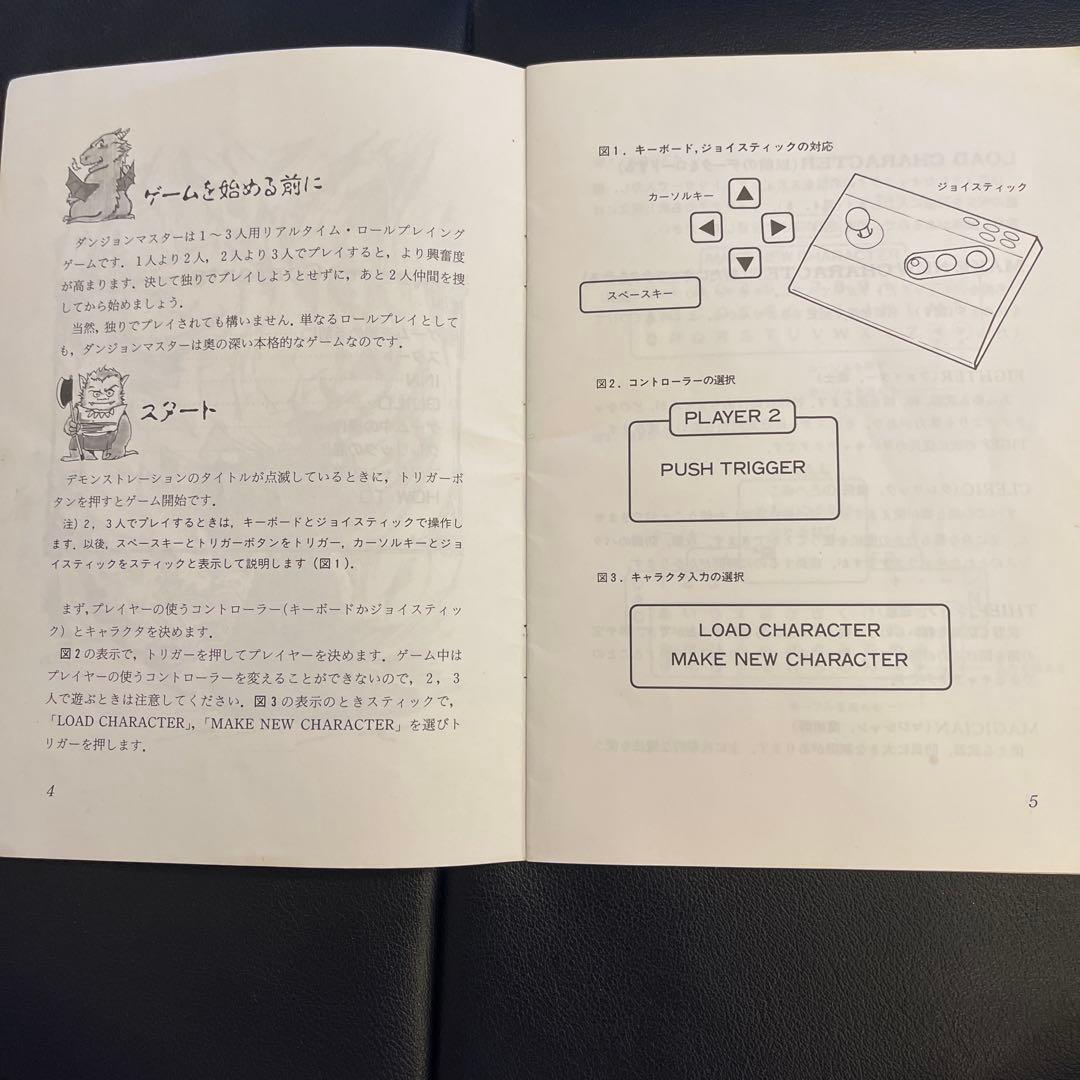 ゲームを始める前に
ダンジョンマスターは1〜3人用リアルタイム・ロールプレイング
ゲームです．1人より2人，2人より3人でプレイすると，より興奮度
が高まります．決して独りでプレイしようとせずに，あと2人仲間を捜
してから始めましょう．
当然，独りでプレイされても構いません．単なるロールプレイとして
も，ダンジョンマスターは奥の深い本格的なゲームなのです．
スタート
デモンストレーションのタイトルが点滅しているときに，トリガーボ
タンを押すとゲーム開始です．
注）2，3人でプレイするときは，キーボードとジョイスティックで操作し
ます．以後，スペースキーとトリガーボタンをトリガー，カーソルキーとジョ
イスティックをスティックと表示して説明します（図1）．
まず，プレイヤーの使うコントローラー（キーボードかジョイスティッ
ク）とキャラクタを決めます．
図2の表示で，トリガーを押してプレイヤーを決めます．ゲーム中は
プレイヤーの使うコントローラーを変えることができないので，2，3
人で遊ぶときは注意してください．図3の表示のときスティックで，
「LOAD CHARACTER」，「MAKE NEW CHARACTER」を選びト
リガーを押します．
4
図1．キーボード，ジョイスティックの対応
カーソルキー
ジョイスティック
スペースキー
図2．コントローラーの選択
PLAYER 2
PUSH TRIGGER
図3．キャラクタ入力の選択
LOAD CHARACTER
MAKE NEW CHARACTER
5